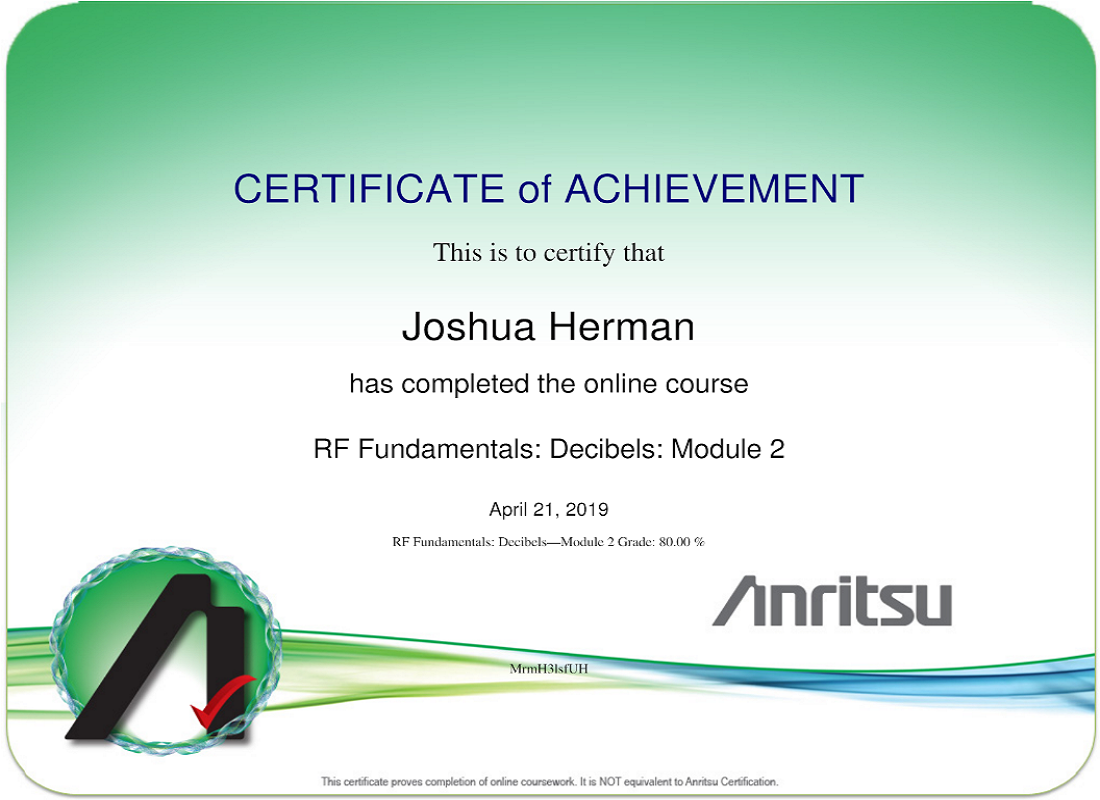 CERTIFICATE of ACHIEVEMENT
This is to certify that
Joshua Herman
has completed the online course
RF Fundamentals: Decibels: Module 2
April 21, 2019
RF Fundamentals: Decibels—Module 2 Grade: 80.00 %
Anritsu
MrmH3lsfUH
This certificate proves completion of online coursework. It is NOT equivalent to Anritsu Certification.